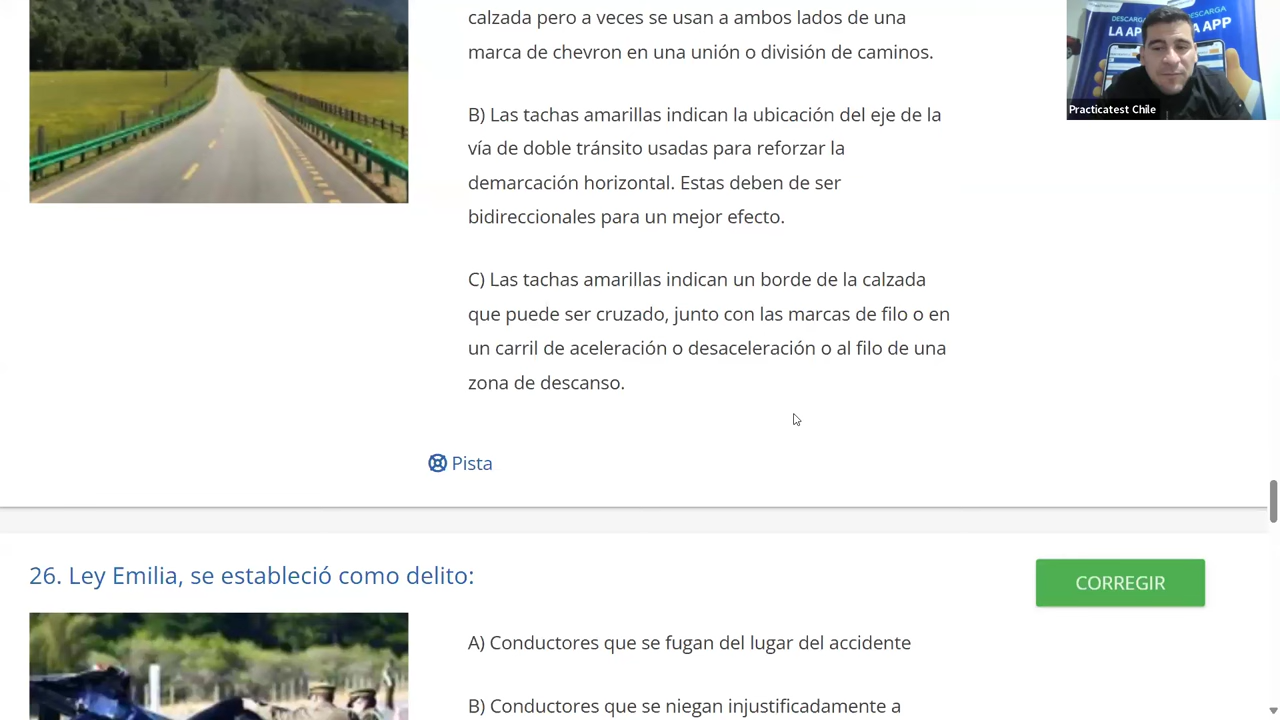 calzada pero a veces se usan a ambos lados de una
marca de chevron en una unión o división de caminos.
B) Las tachas amarillas indican la ubicación del eje de la
vía de doble tránsito usadas para reforzar la
demarcación horizontal. Estas deben de ser
bidireccionales para un mejor efecto.
C) Las tachas amarillas indican un borde de la calzada
que puede ser cruzado, junto con las marcas de filo o en
un carril de aceleración o desaceleración o al filo de una
zona de descanso.
Pista
26. Ley Emilia, se estableció como delito:
CORREGIR
A) Conductores que se fugan del lugar del accidente
B) Conductores que se niegan injustificadamente a
DESCARGA
LA AP
DESCARGA
A APP
Practicatest Chile